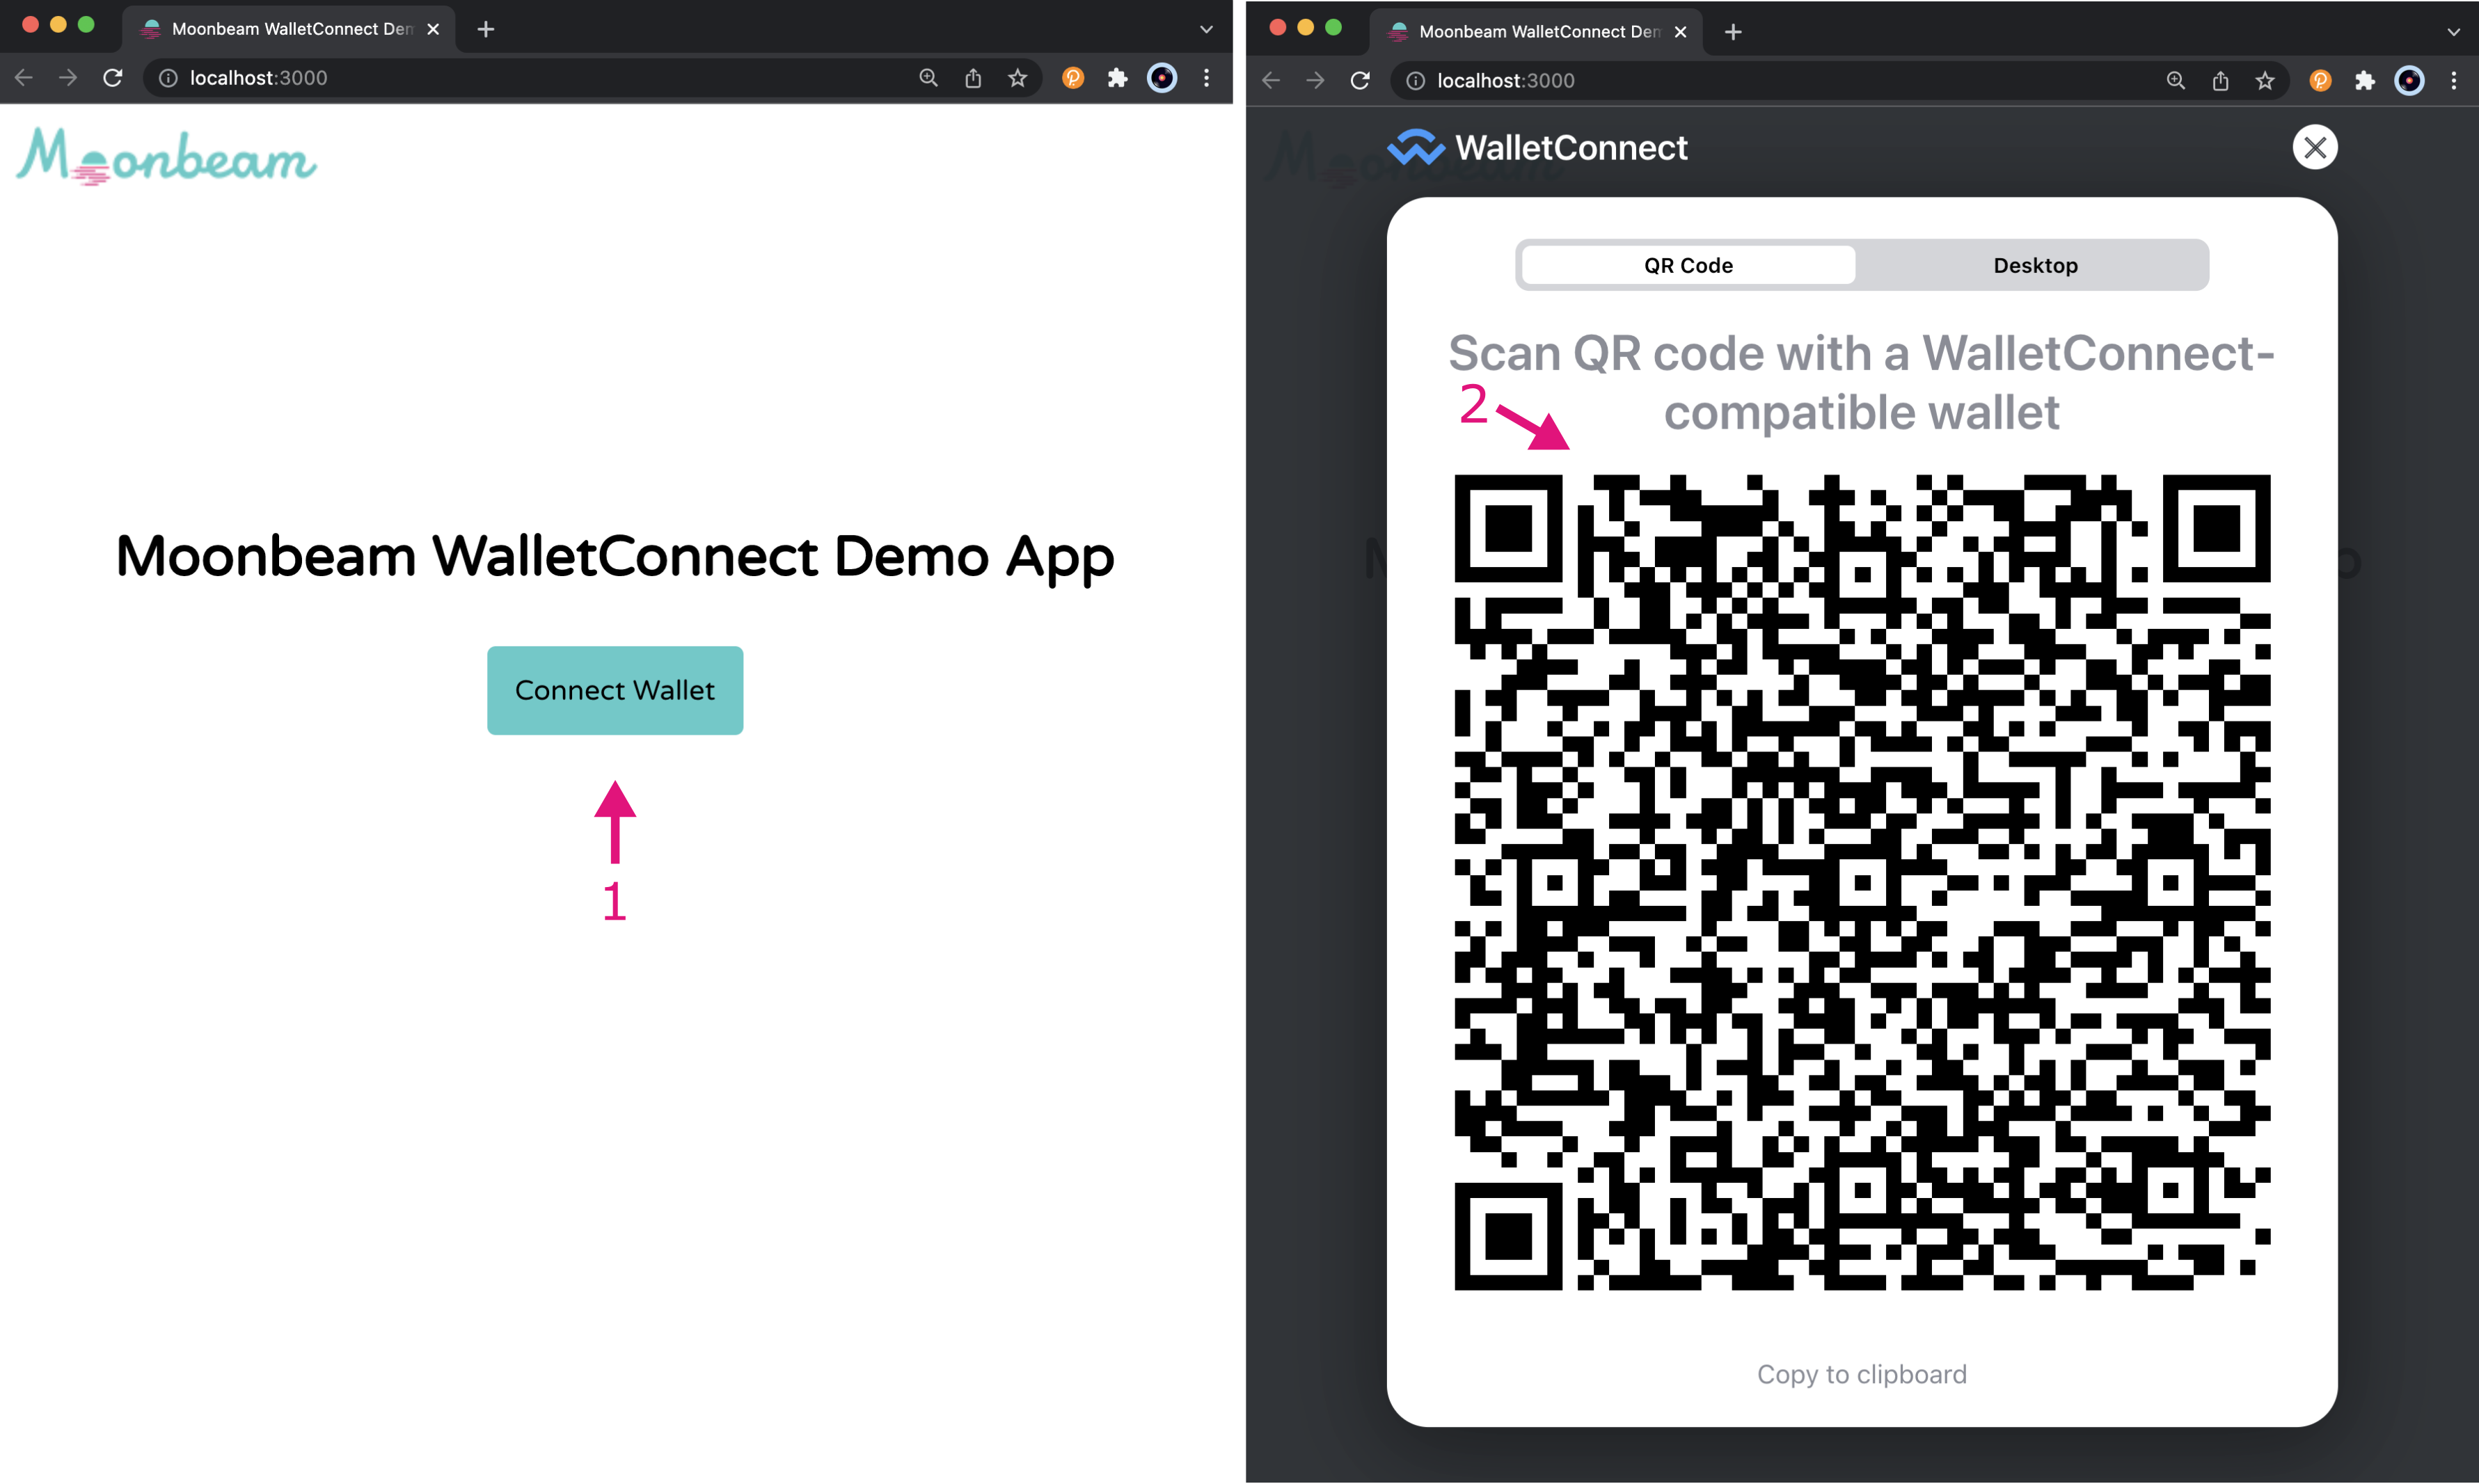 Moonbeam WalletConnect Den
localhost:3000
Moonbeam
Moonbeam WalletConnect Demo App
Connect Wallet
1
Moonbeam WalletConnect Den
localhost:3000
Moonbeam
WalletConnect
QR Code
Desktop
Scan QR code with a WalletConnect-
compatible wallet
2
Copy to clipboard